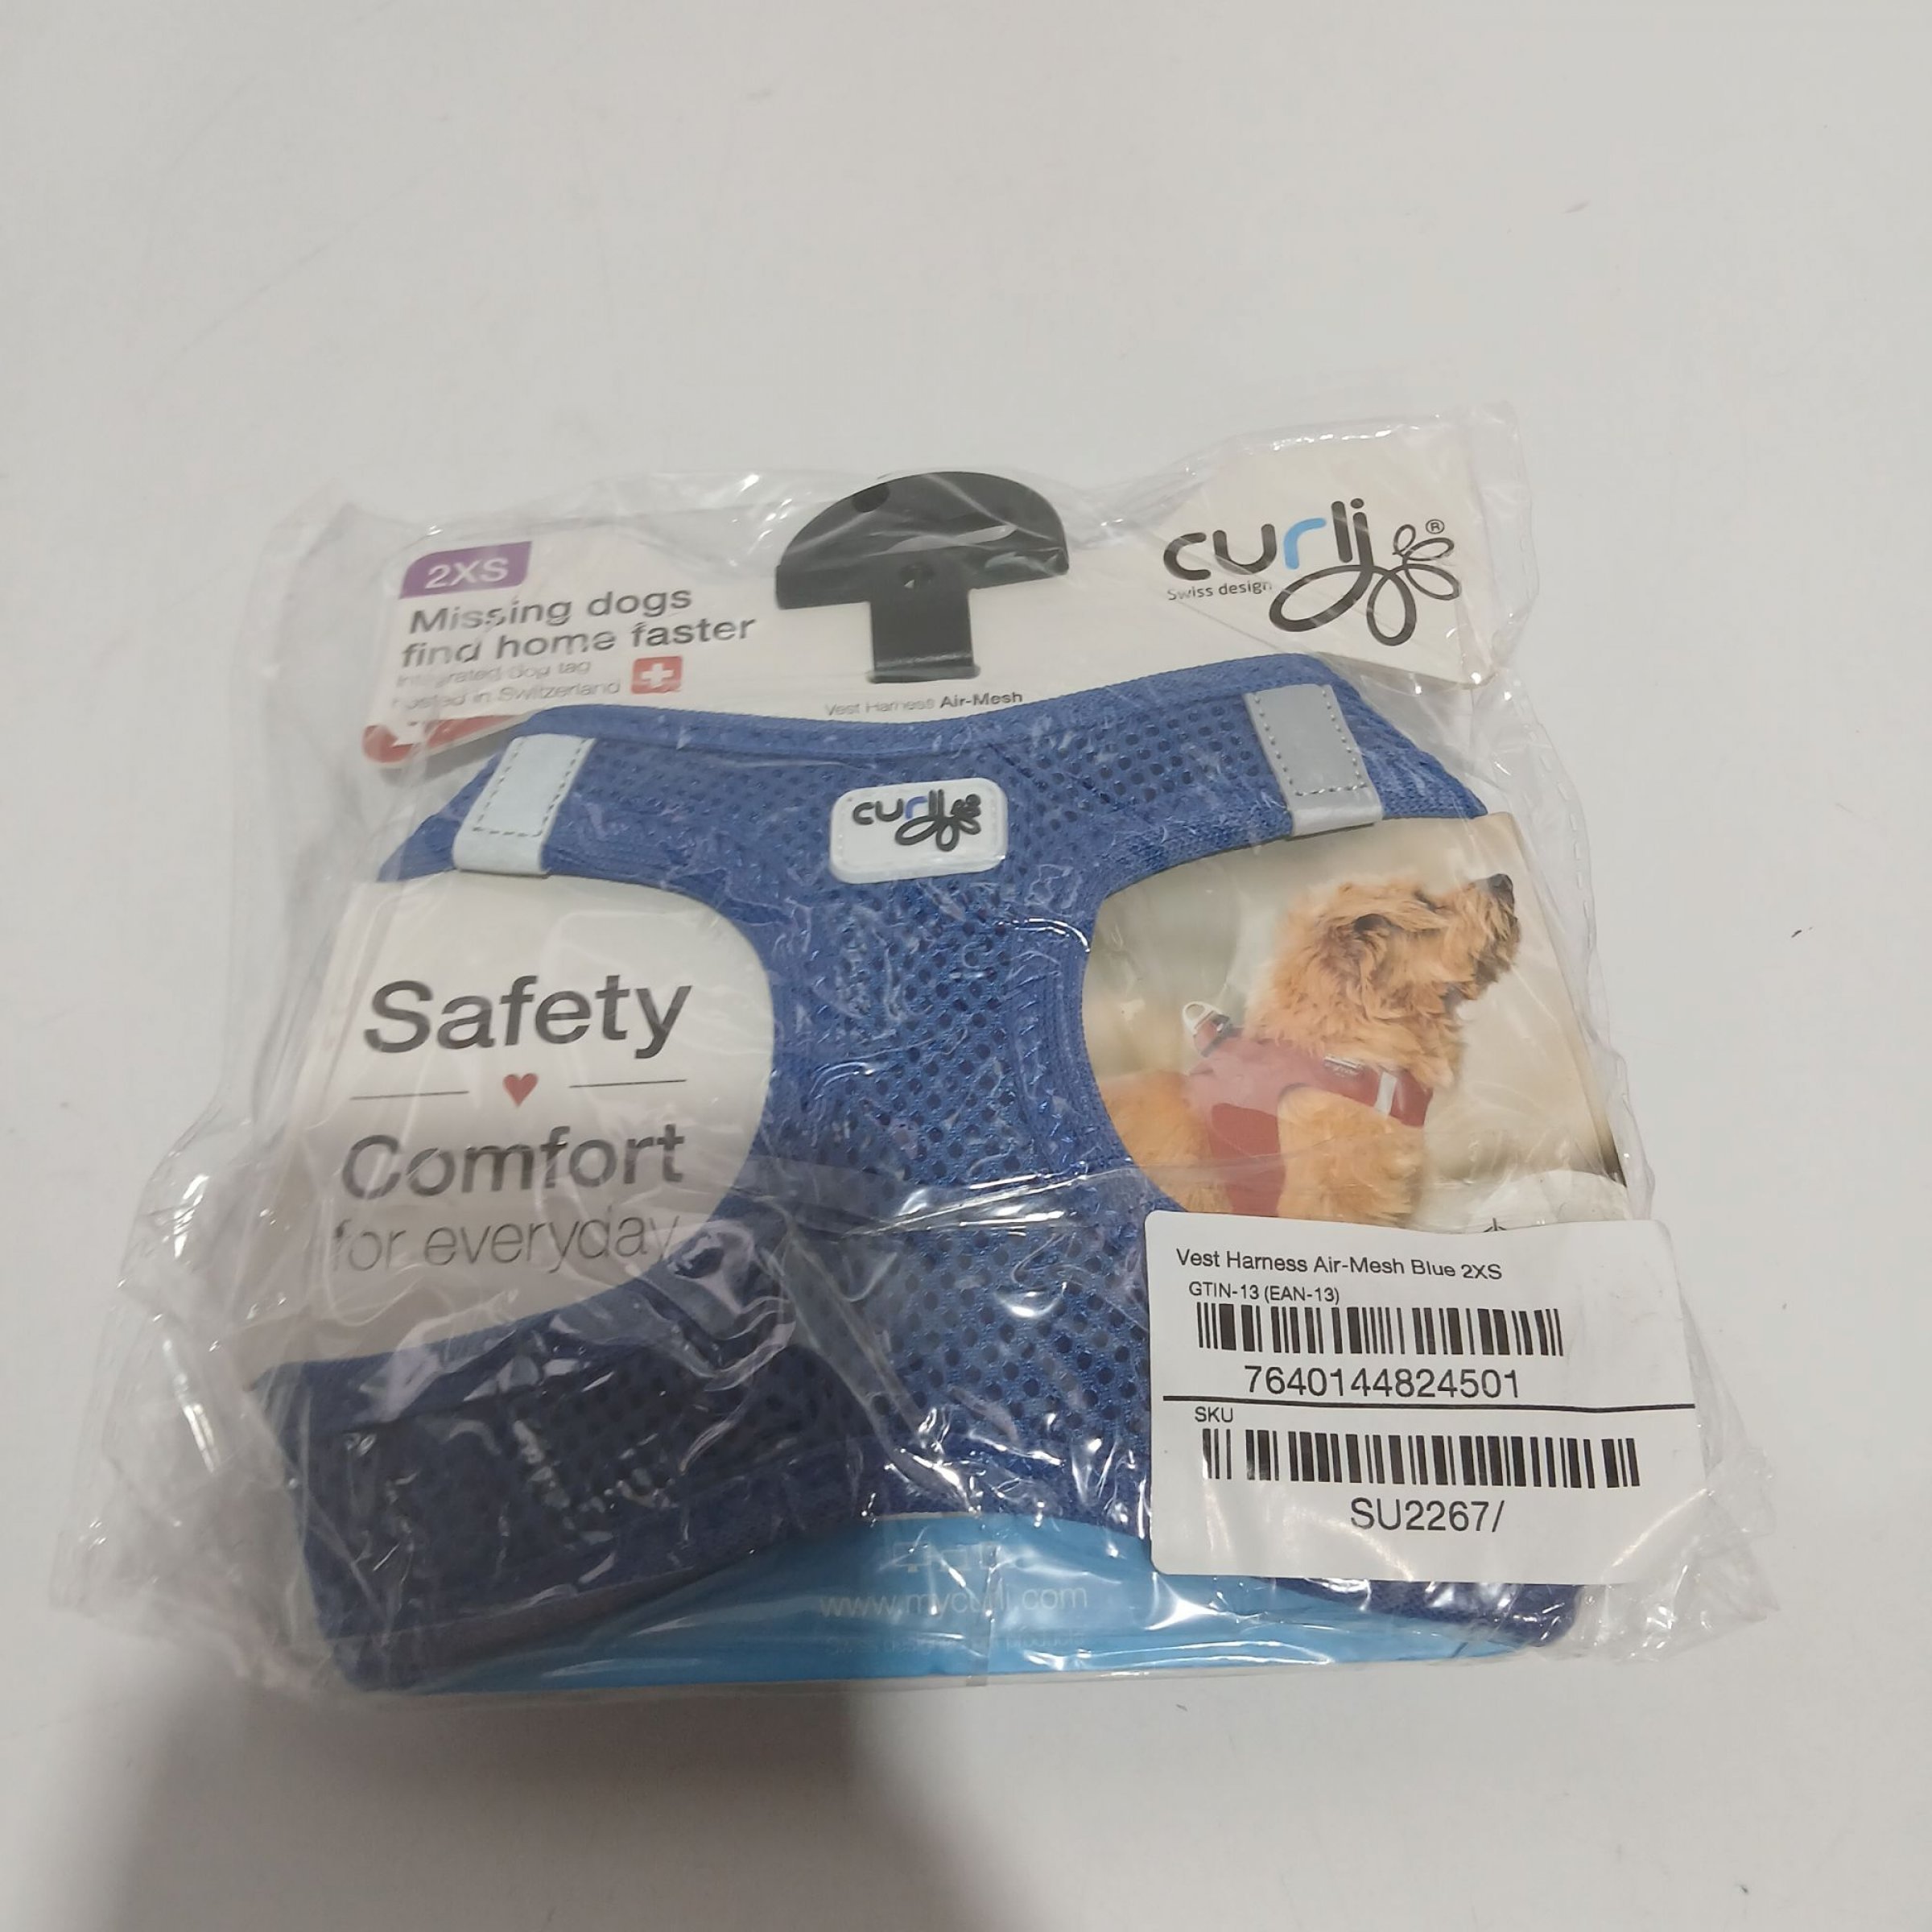 2XS
Missing dogs
find home faster
Integrated dog tag
hosted in Switzerland
curli®
Swiss design
Vest Harness Air-Mesh
curli
Safety
Comfort
for everyday
Vest Harness Air-Mesh Blue 2XS
GTIN-13 (EAN-13)
7640144824501
SKU
SU2267/
www.mycurli.com